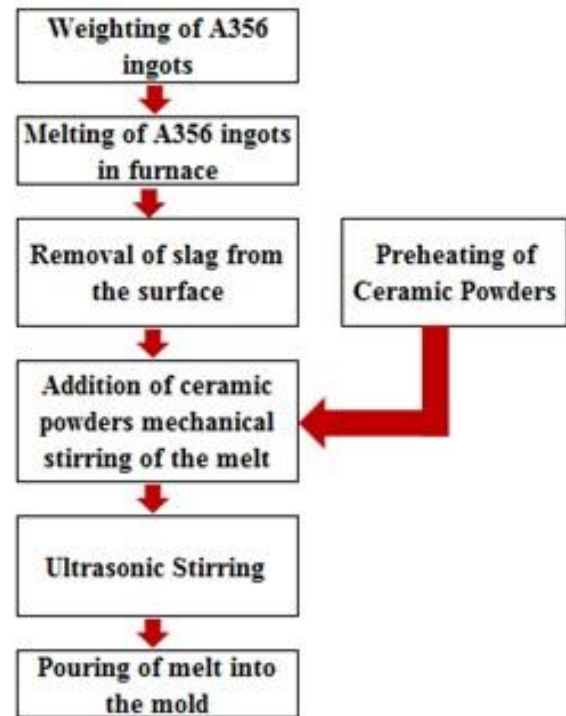 Weighting of A356
ingots
Melting of A356 ingots
in furnace
Removal of slag from
the surface
Preheating of
Ceramic Powders
Addition of ceramic
powders mechanical
stirring of the melt
Ultrasonic Stirring
Pouring of melt into
the mold